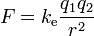 F = k_e \frac{q_1 q_2}{r^2}